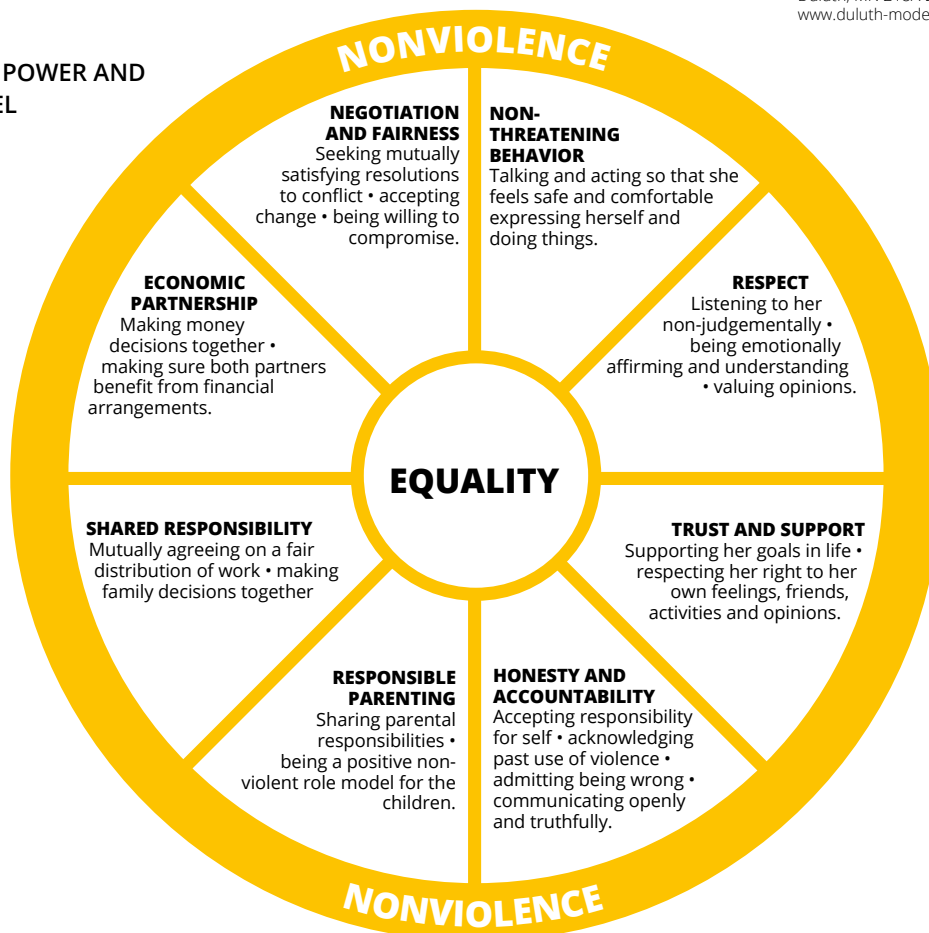 Duluth, MN
www.duluth-mode
POWER AND
EL
NONVIOLENCE
NEGOTIATION
AND FAIRNESS
Seeking mutually
satisfying resolutions
to conflict • accepting
change • being willing to
compromise.
NON-
THREATENING
BEHAVIOR
Talking and acting so that she
feels safe and comfortable
expressing herself and
doing things.
ECONOMIC
PARTNERSHIP
Making money
decisions together •
making sure both partners
benefit from financial
arrangements.
RESPECT
Listening to her
non-judgementally •
being emotionally
affirming and understanding
• valuing opinions.
EQUALITY
SHARED RESPONSIBILITY
Mutually agreeing on a fair
distribution of work • making
family decisions together
TRUST AND SUPPORT
Supporting her goals in life •
respecting her right to her
own feelings, friends,
activities and opinions.
RESPONSIBLE
PARENTING
Sharing parental
responsibilities •
being a positive non-
violent role model for the
children.
HONESTY AND
ACCOUNTABILITY
Accepting responsibility
for self • acknowledging
past use of violence •
admitting being wrong •
communicating openly
and truthfully.
NONVIOLENCE